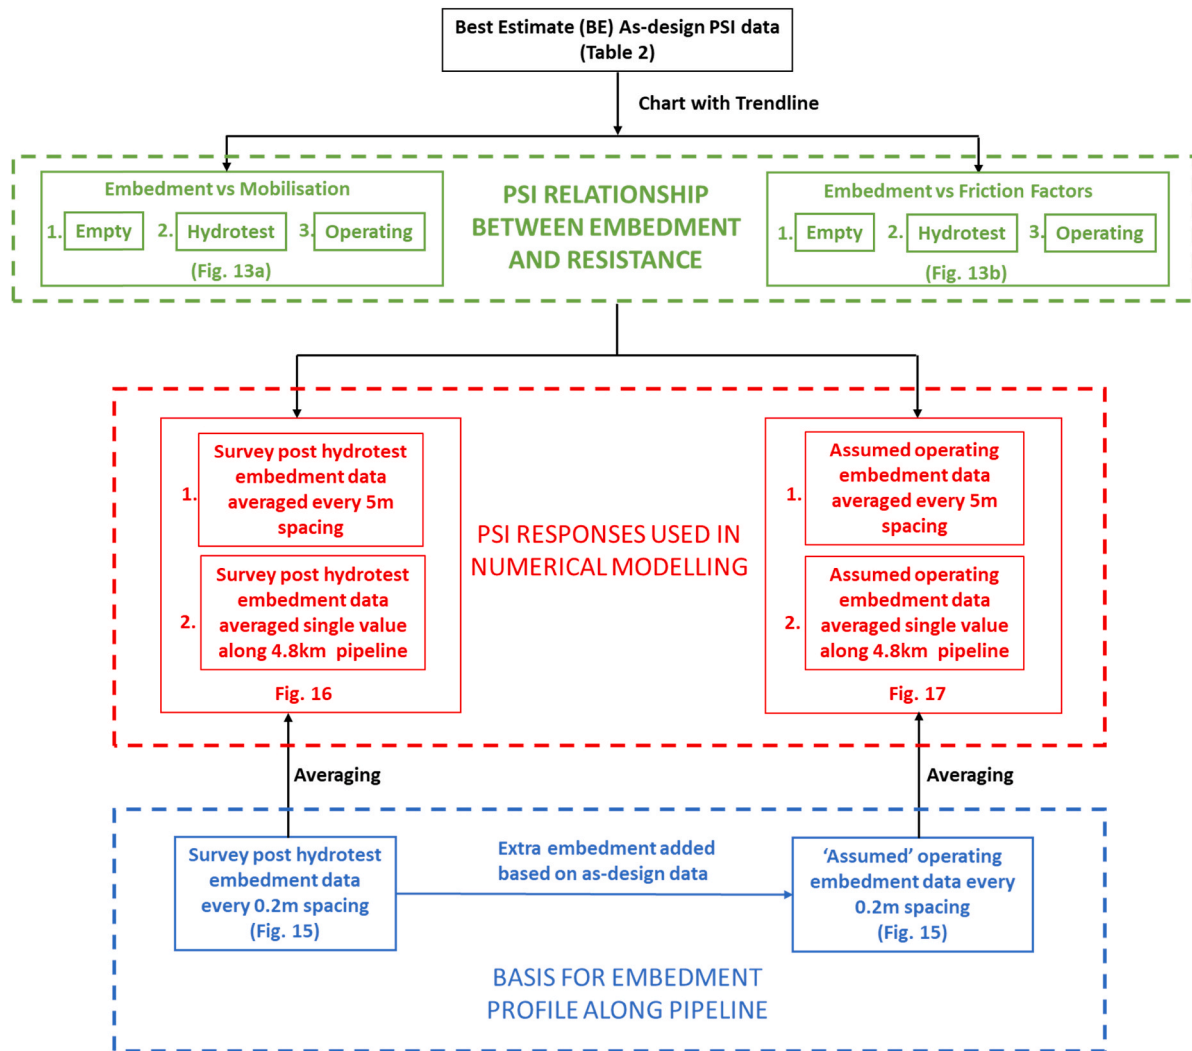 Best Estimate (BE) As-design PSI data
(Table 2)
Chart with Trendline
Embedment vs Mobilisation
1. Empty 2. Hydrotest 3. Operating
(Fig. 13a)
PSI RELATIONSHIP
BETWEEN EMBEDMENT
AND RESISTANCE
Embedment vs Friction Factors
1. Empty 2. Hydrotest 3. Operating
(Fig. 13b)
1.
Survey post hydrotest
embedment data
averaged every 5m
spacing
2.
Survey post hydrotest
embedment data
averaged single value
along 4.8km pipeline
Fig. 16
PSI RESPONSES USED IN
NUMERICAL MODELLING
1.
Assumed operating
embedment data
averaged every 5m
spacing
2.
Assumed operating
embedment data
averaged single value
along 4.8km pipeline
Fig. 17
Averaging
Averaging
Survey post hydrotest
embedment data
every 0.2m spacing
(Fig. 15)
Extra embedment added
based on as-design data
‘Assumed’ operating
embedment data every
0.2m spacing
(Fig. 15)
BASIS FOR EMBEDMENT
PROFILE ALONG PIPELINE